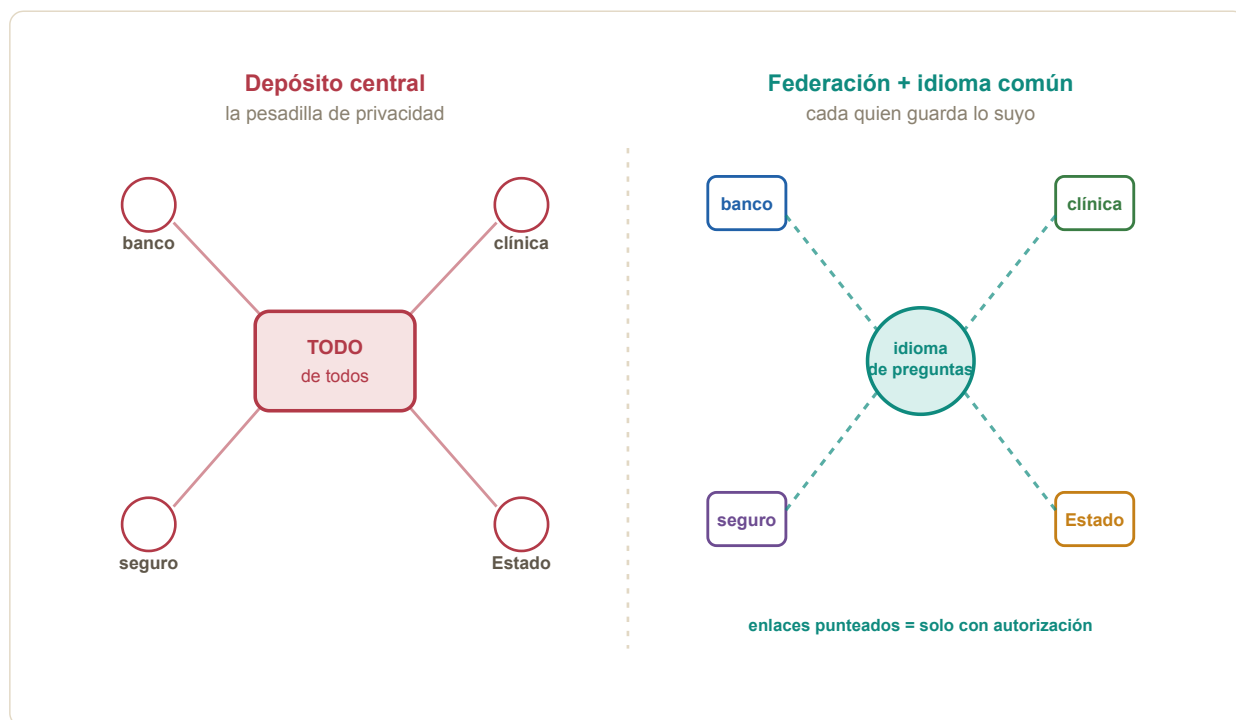 Depósito central
la pesadilla de privacidad
banco
clínica
TODO
de todos
seguro
Estado
Federación + idioma común
cada quien guarda lo suyo
banco
clínica
idioma
de preguntas
seguro
Estado
enlaces punteados = solo con autorización